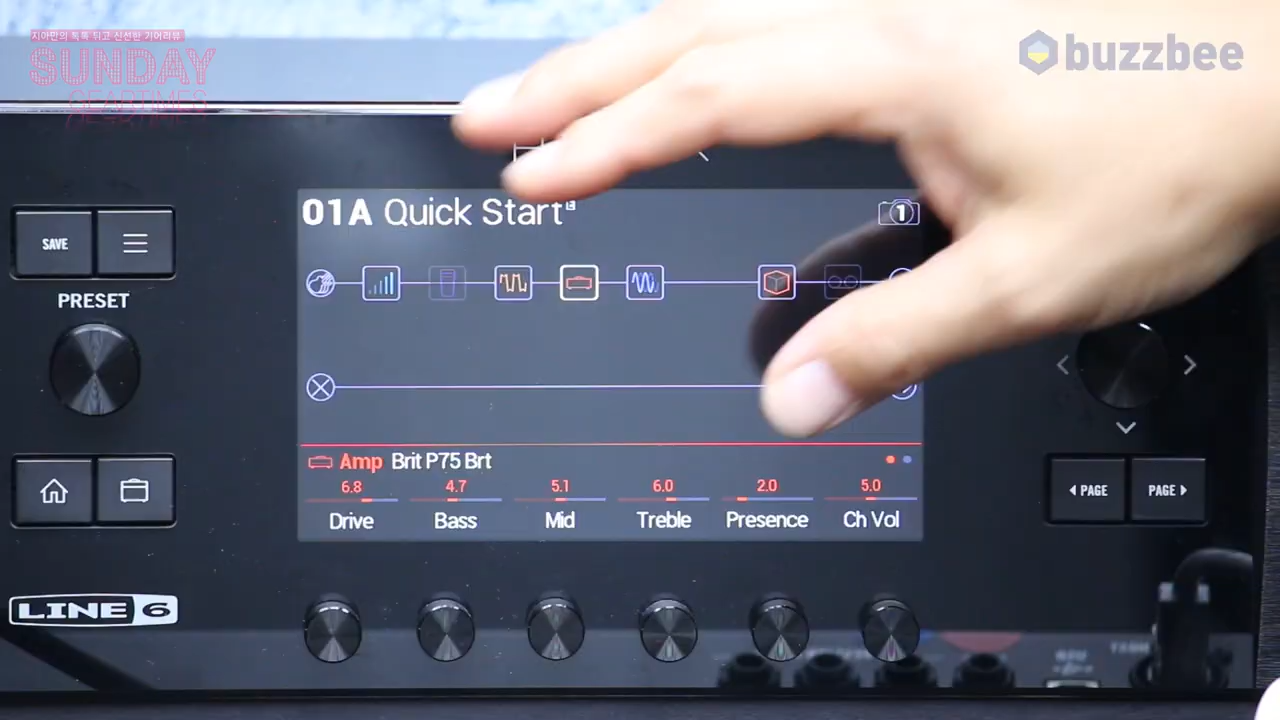 지아만의 톡톡 튀고 신선한 기어리뷰
SUNDAY
GEARTIMES
buzzbee
01A Quick Start
1
SAVE
PRESET
Amp Brit P75 Brt
6.8 4.7 5.1 6.0 2.0 5.0
Drive Bass Mid Treble Presence Ch Vol
PAGE PAGE
LINE 6